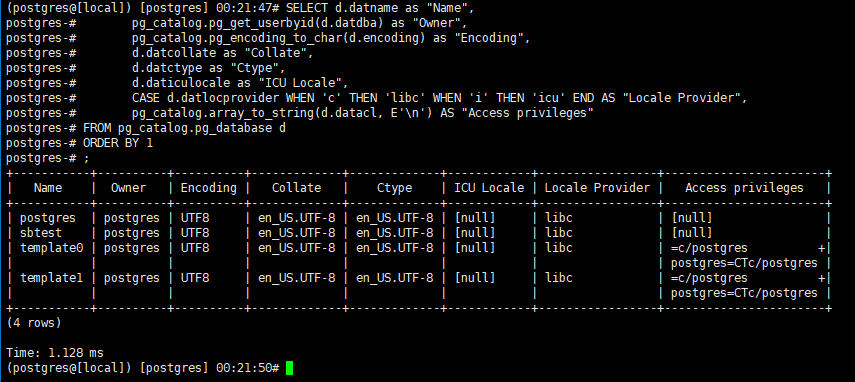 (postgres@[local]) [postgres] 00:21:47# SELECT d.datname as "Name",
postgres-#        pg_catalog.pg_get_userbyid(d.datdba) as "Owner",
postgres-#        pg_catalog.pg_encoding_to_char(d.encoding) as "Encoding",
postgres-#        d.datcollate as "Collate",
postgres-#        d.datctype as "Ctype",
postgres-#        d.daticulocale as "ICU Locale",
postgres-#        CASE d.datlocprovider WHEN 'c' THEN 'libc' WHEN 'i' THEN 'icu' END AS "Locale Provider",
postgres-#        pg_catalog.array_to_string(d.datacl, E'\n') AS "Access privileges"
postgres-# FROM pg_catalog.pg_database d
postgres-# ORDER BY 1
postgres-# ;
+-----------+----------+----------+-------------+-------------+------------+-----------------+-----------------------+
|   Name    |  Owner   | Encoding |   Collate   |    Ctype    | ICU Locale | Locale Provider |   Access privileges   |
+-----------+----------+----------+-------------+-------------+------------+-----------------+-----------------------+
| postgres  | postgres | UTF8     | en_US.UTF-8 | en_US.UTF-8 | [null]     | libc            | [null]                |
| sbtest    | postgres | UTF8     | en_US.UTF-8 | en_US.UTF-8 | [null]     | libc            | [null]                |
| template0 | postgres | UTF8     | en_US.UTF-8 | en_US.UTF-8 | [null]     | libc            | =c/postgres          +|
|           |          |          |             |             |            |                 | postgres=CTc/postgres |
| template1 | postgres | UTF8     | en_US.UTF-8 | en_US.UTF-8 | [null]     | libc            | =c/postgres          +|
|           |          |          |             |             |            |                 | postgres=CTc/postgres |
+-----------+----------+----------+-------------+-------------+------------+-----------------+-----------------------+
(4 rows)

Time: 1.128 ms
(postgres@[local]) [postgres] 00:21:50#